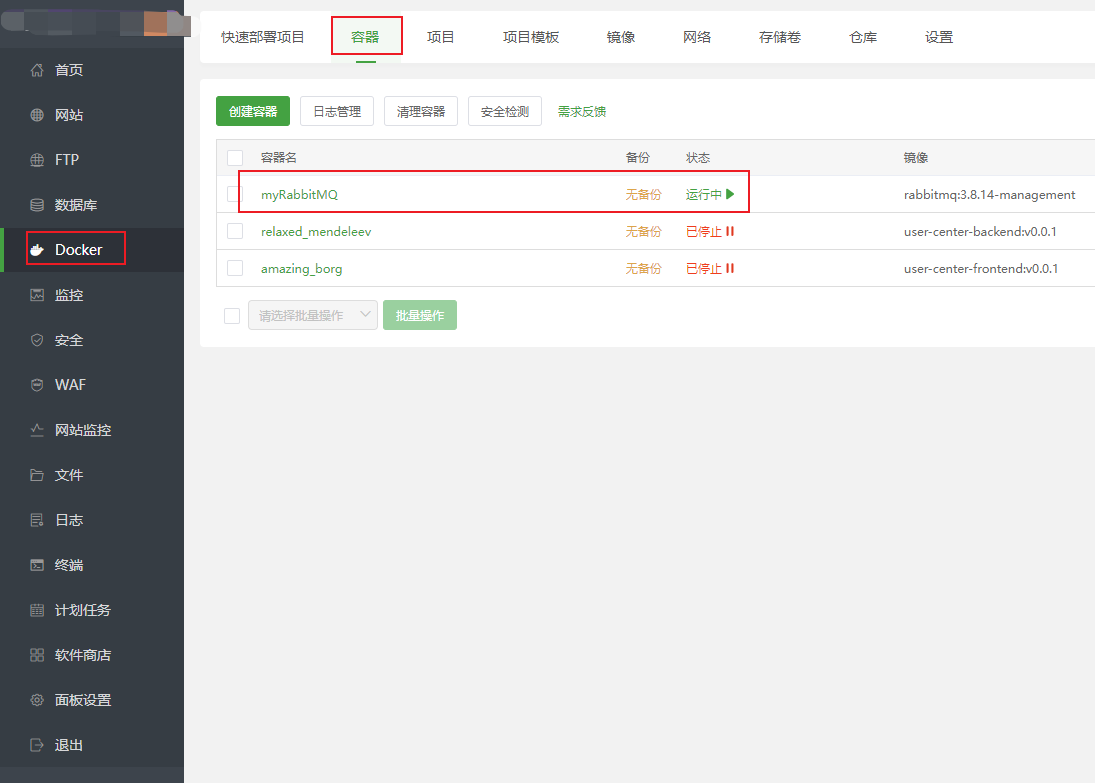 首页
网站
FTP
数据库
Docker
监控
安全
WAF
网站监控
文件
日志
终端
计划任务
软件商店
面板设置
退出
快速部署项目 容器 项目 项目模板 镜像 网络 存储卷 仓库 设置
创建容器 日志管理 清理容器 安全检测 需求反馈
容器名 备份 状态 镜像
myRabbitMQ 无备份 运行中 rabbitmq:3.8.14-management
relaxed_mendeleev 无备份 已停止 user-center-backend:v0.0.1
amazing_borg 无备份 已停止 user-center-frontend:v0.0.1
请选择批量操作 批量操作